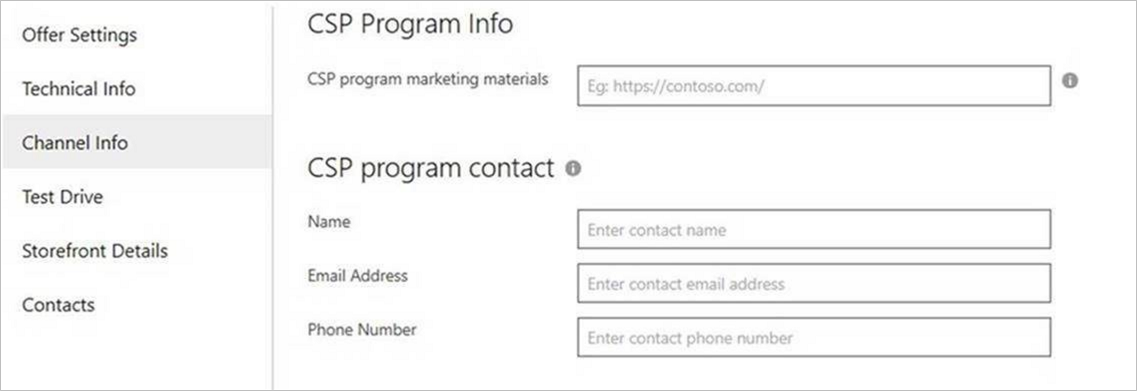 Offer Settings
Technical Info
Channel Info
Test Drive
Storefront Details
Contacts
CSP Program Info
CSP program marketing materials
Eg: https://contoso.com/
CSP program contact
Name
Enter contact name
Email Address
Enter contact email address
Phone Number
Enter contact phone number